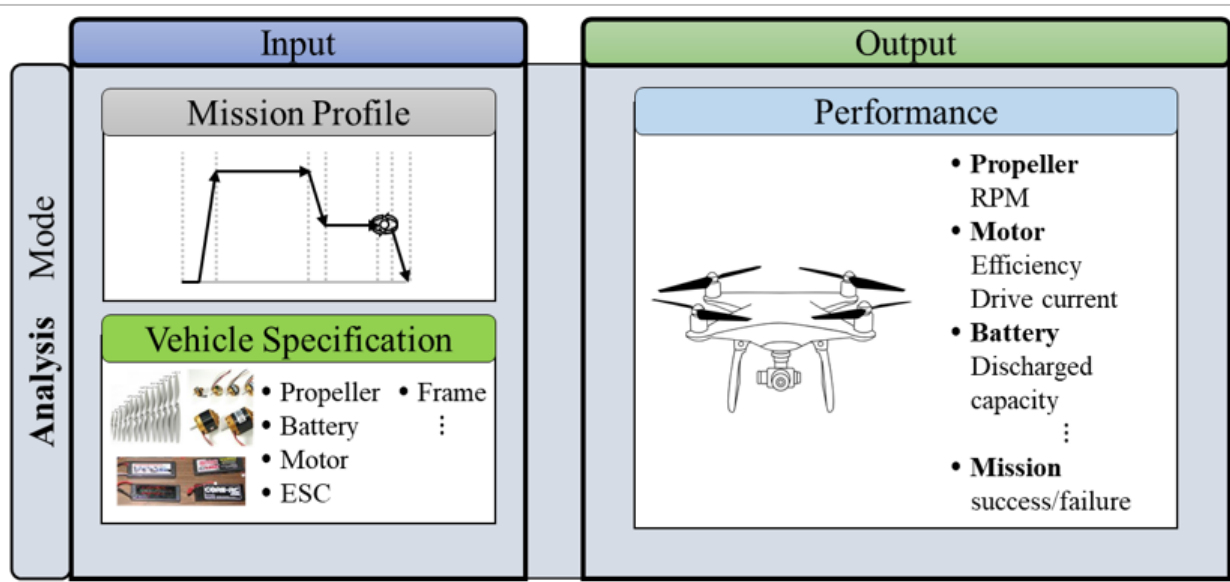 Input
Output
Analysis Mode
Mission Profile
Vehicle Specification
• Propeller
• Battery
• Motor
• ESC
• Frame
⋮
Performance
• Propeller
RPM
• Motor
Efficiency
Drive current
• Battery
Discharged
capacity
⋮
• Mission
success/failure